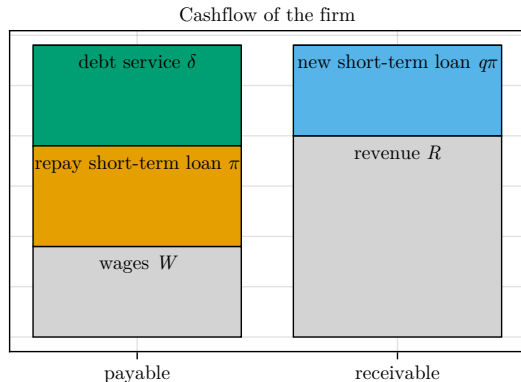 Cashflow of the firm
debt service δ
new short-term loan qπ
repay short-term loan π
revenue R
wages W
payable
receivable